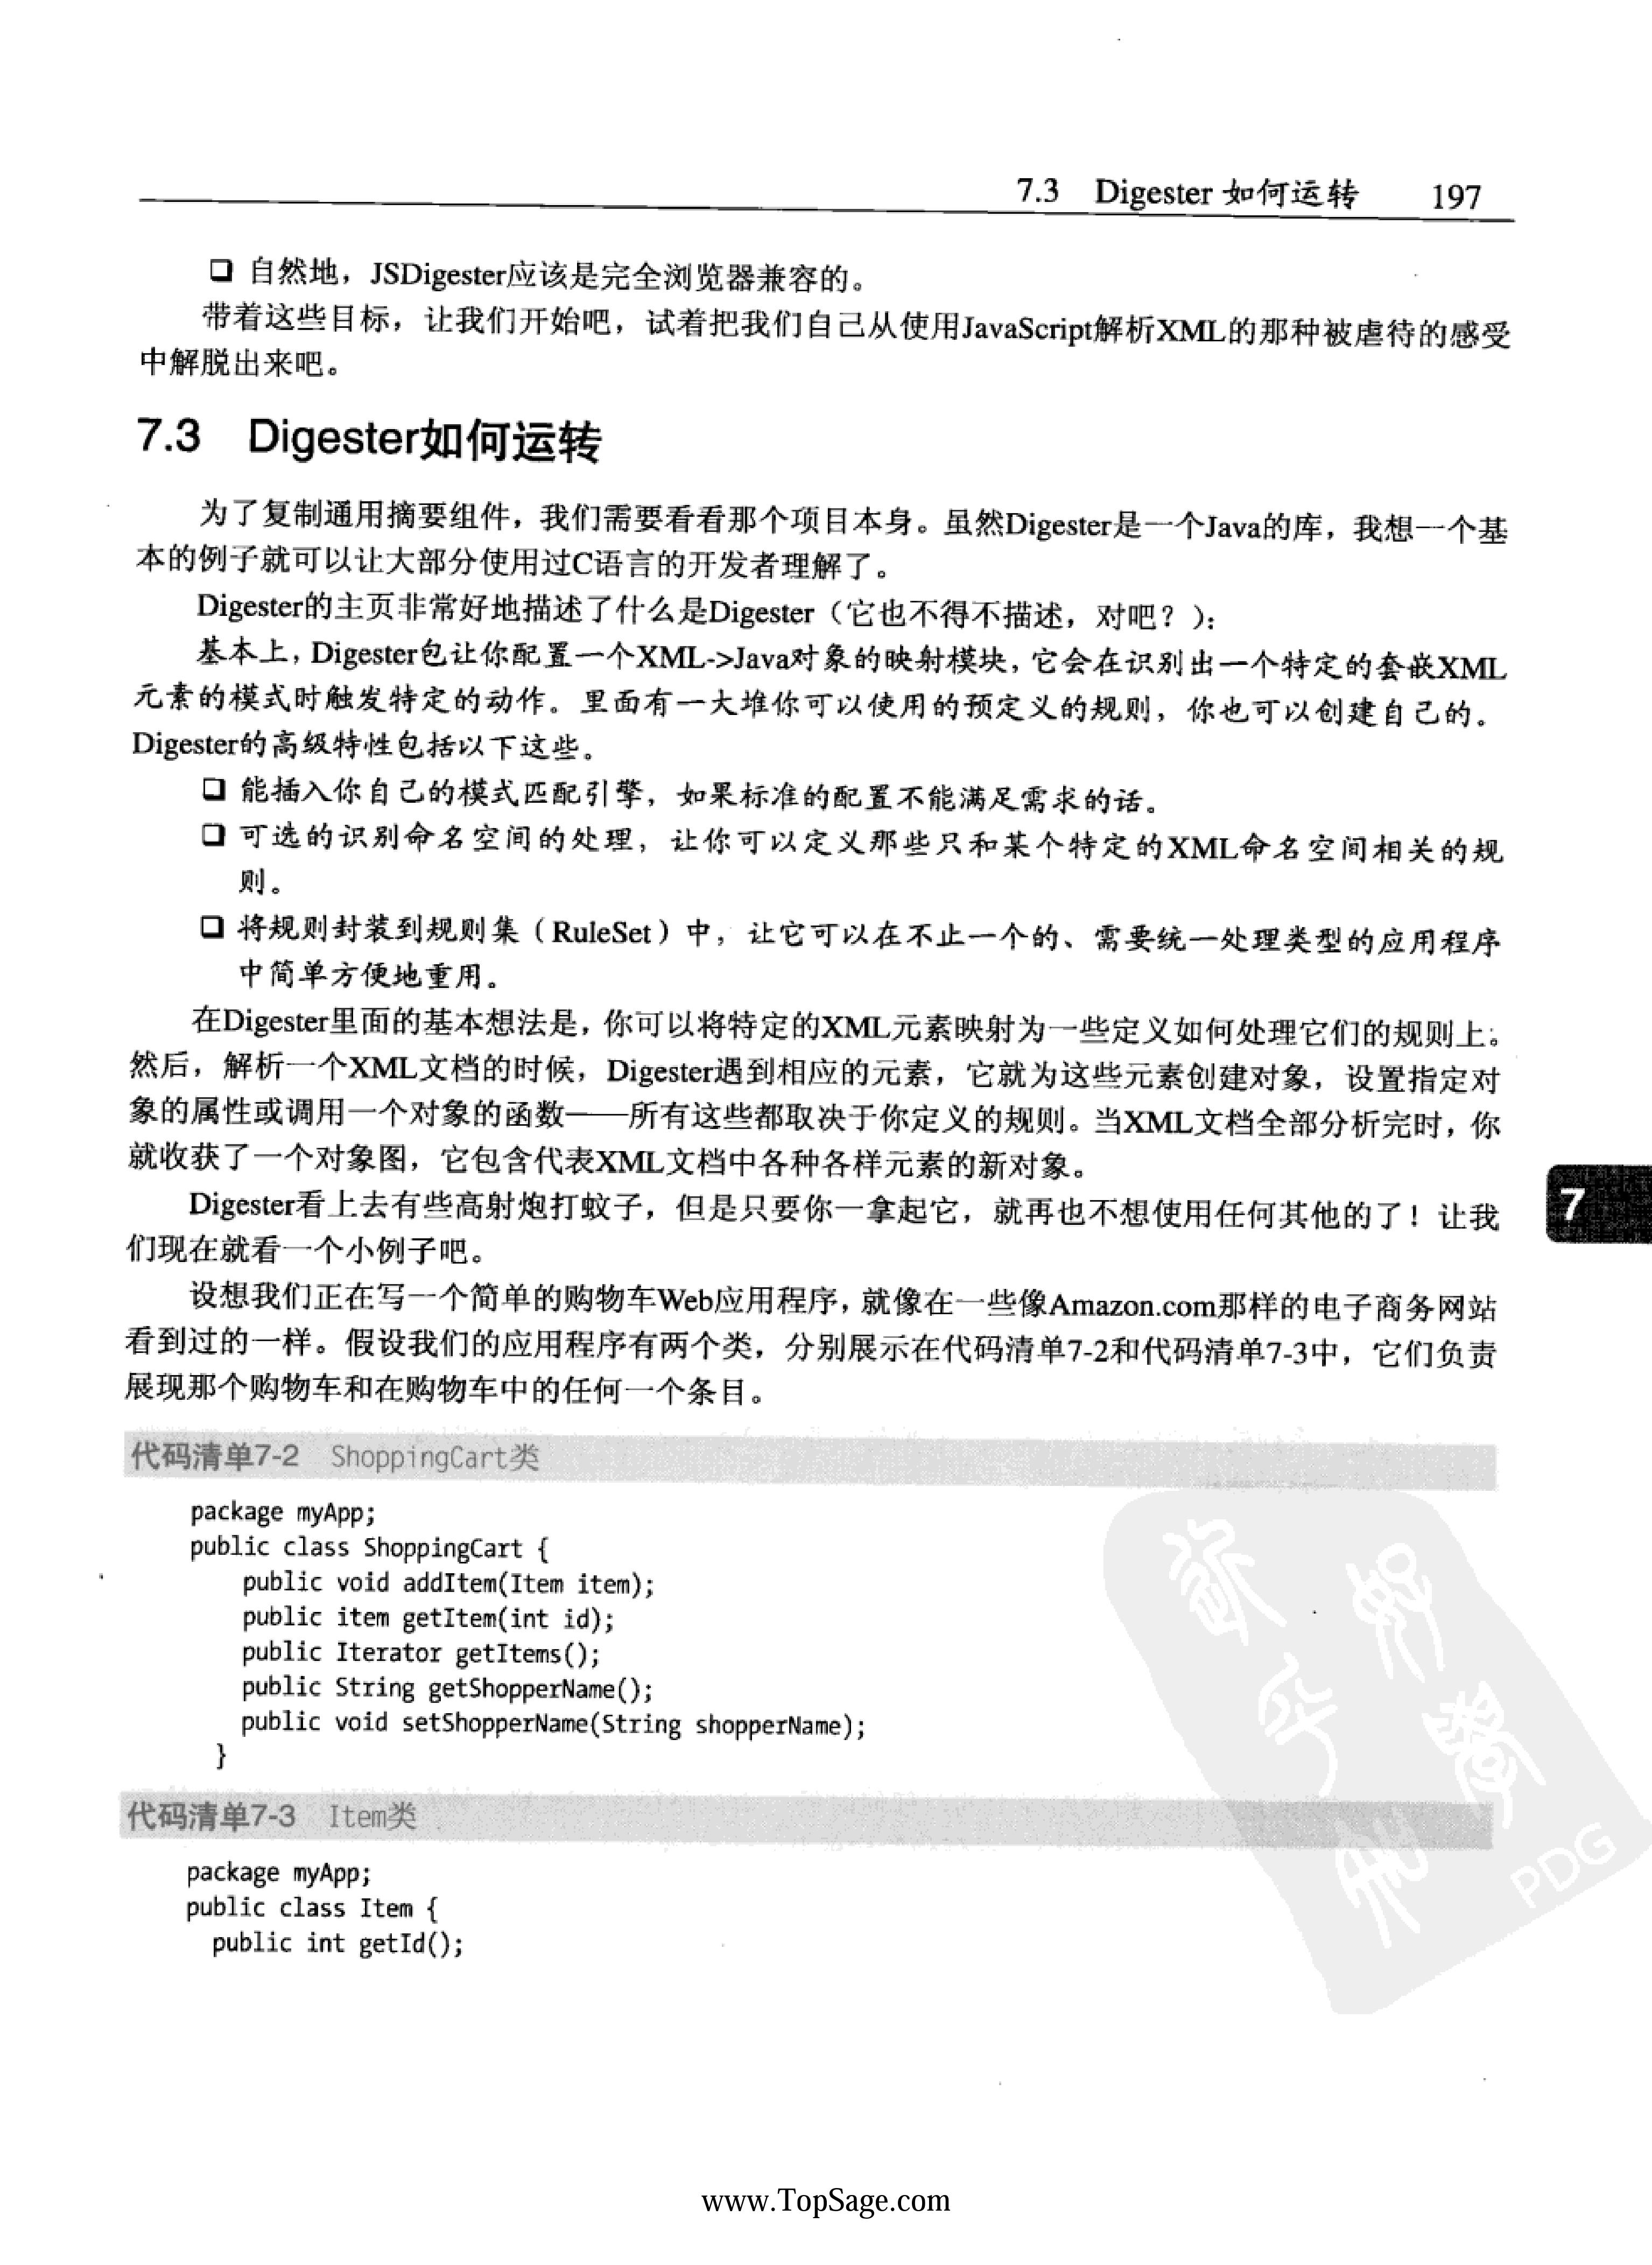 7.3 Digester 如何运转 197
❑ 自然地，JSDigester应该是完全浏览器兼容的。
带着这些目标，让我们开始吧，试着把我们自己从使用JavaScript解析XML的那种被虐待的感受
中解脱出来吧。
7.3 Digester如何运转
为了复制通用摘要组件，我们需要看看那个项目本身。虽然Digester是一个Java的库，我想一个基
本的例子就可以让大部分使用过C语言的开发者理解了。
Digester的主页非常好地描述了什么是Digester（它也不得不描述，对吧？）：
基本上，Digester包让你配置一个XML->Java对象的映射模块，它会在识别出一个特定的套嵌XML
元素的模式时触发特定的动作。里面有一大堆你可以使用的预定义的规则，你也可以创建自己的。
Digester的高级特性包括以下这些。
❑ 能插入你自己的模式匹配引擎，如果标准的配置不能满足需求的话。
❑ 可选的识别命名空间的处理，让你可以定义那些只和某个特定的XML命名空间相关的规
则。
❑ 将规则封装到规则集（RuleSet）中，让它可以在不止一个的、需要统一处理类型的应用程序
中简单方便地重用。
在Digester里面的基本想法是，你可以将特定的XML元素映射为一些定义如何处理它们的规则上。
然后，解析一个XML文档的时候，Digester遇到相应的元素，它就为这些元素创建对象，设置指定对
象的属性或调用一个对象的函数——所有这些都取决于你定义的规则。当XML文档全部分析完时，你
就收获了一个对象图，它包含代表XML文档中各种各样元素的新对象。
Digester看上去有些高射炮打蚊子，但是只要你一拿起它，就再也不想使用任何其他的了！让我
们现在就看一个小例子吧。
7
设想我们正在写一个简单的购物车Web应用程序，就像在一些像Amazon.com那样的电子商务网站
看到过的一样。假设我们的应用程序有两个类，分别展示在代码清单7-2和代码清单7-3中，它们负责
展现那个购物车和在购物车中的任何一个条目。
代码清单7-2 ShoppingCart类
package myApp;
public class ShoppingCart {
public void addItem(Item item);
public item getItem(int id);
public Iterator getItems();
public String getShopperName();
public void setShopperName(String shopperName);
}
代码清单7-3 Item类
package myApp;
public class Item {
public int getId();
PDG
www.TopSage.com